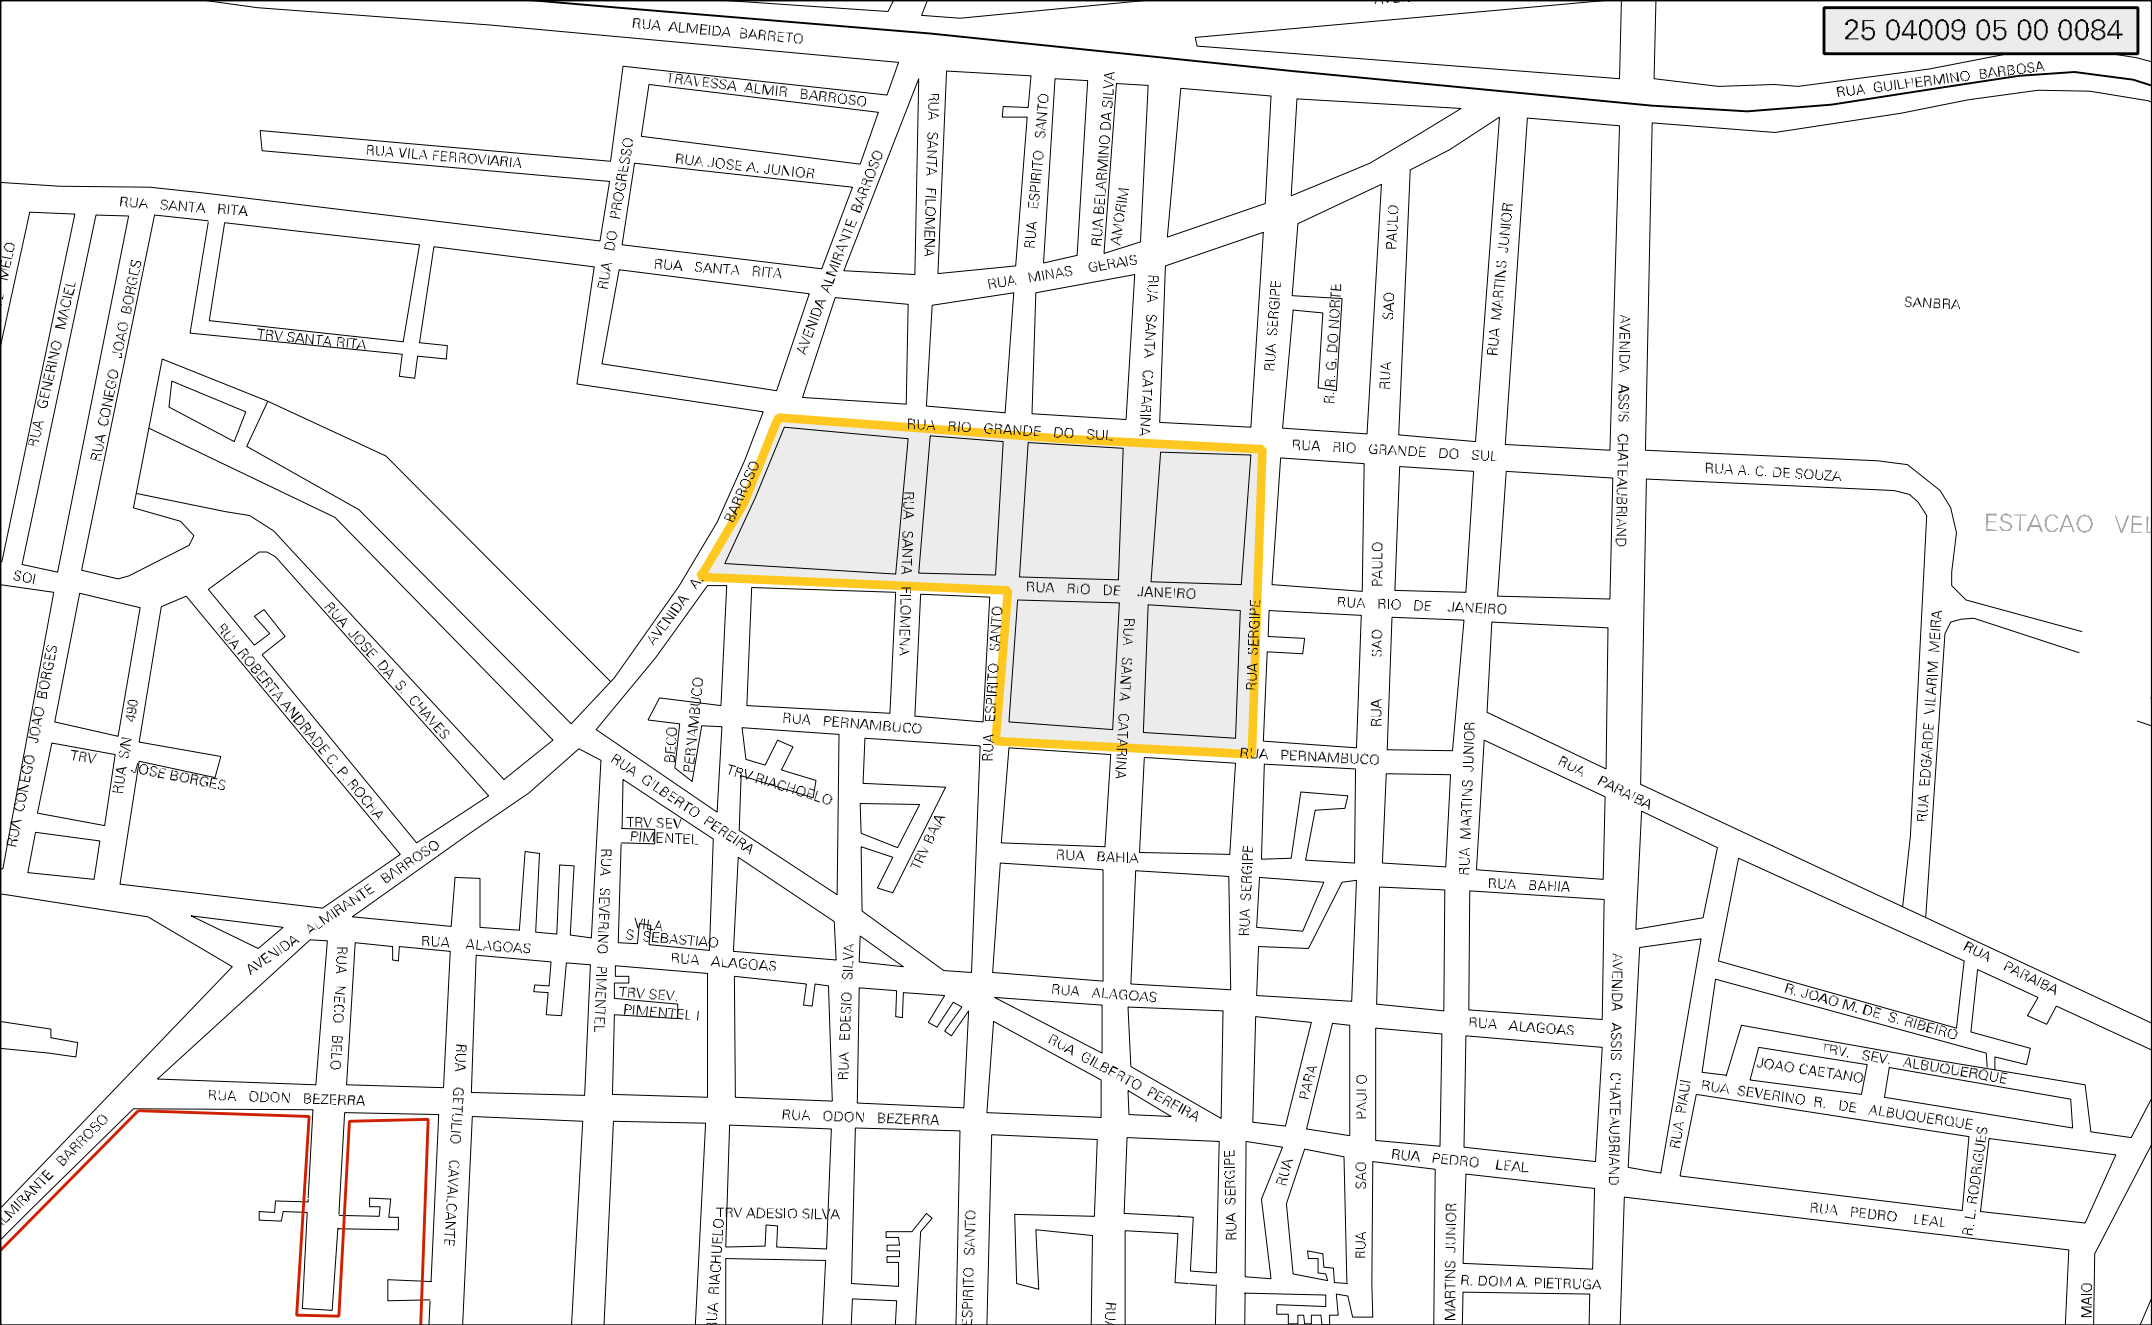 25 04009 05 00 0084
RUA ALMEIDA BARRETO
RUA GUILHERMINO BARBOSA
TRAVESSA ALMIR BARROSO
RUA VILA FERROVIARIA
RUA JOSE A. JUNIOR
RUA DO PROGRESSO
AVENIDA ALMIRANTE BARROSO
RUA SANTA FILOMENA
RUA ESPIRITO SANTO
RUA BELARMINO DA SILVA
AMORIM
RUA SANTA RITA
RUA SANTA RITA
RUA MINAS GERAIS
RUA SANTA CATARINA
RUA SERGIPE
R. R. G. DO NORTE
RUA SAO PAULO
RUA MARTINS JUNIOR
AVENIDA ASSIS CHATEAUBRIAND
SANBRA
MELO
RUA GENERINO MACIEL
RUA CONEGO JOAO BORGES
TRV SANTA RITA
RUA RIO GRANDE DO SUL
RUA RIO GRANDE DO SUL
RUA A. C. DE SOUZA
ESTACAO VEL
AVENIDA A. BARROSO
RUA SANTA FILOMENA
RUA RIO DE JANEIRO
RUA RIO DE JANEIRO
SOI
RUA JOSE DA S. CHAVES
RUA ROBERTA ANDRADE C. P. ROCHA
RUA ESPIRITO SANTO
RUA SANTA CATARINA
RUA SERGIPE
RUA SAO PAULO
RUA EDGARDE VILARIM MEIRA
RUA CONEGO JOAO BORGES
RUA S/N 490
TRV JOSE BORGES
BECO
PERNAMBUCO
RUA PERNAMBUCO
RUA PERNAMBUCO
RUA GILBERTO PEREIRA
TRV RIACHOELO
RUA MARTINS JUNIOR
RUA PARAIBA
TRV SEV
PIMENTEL
TRV BAIA
RUA BAHIA
RUA BAHIA
RUA SEVERINO PIMENTEL
RUA SERGIPE
AVENIDA ALMIRANTE BARROSO
VILA
S SEBASTIAO
RUA ALAGOAS
RUA ALAGOAS
RUA ALAGOAS
RUA ALAGOAS
RUA EDESIO SILVA
RUA NECO BELO
TRV SEV.
PIMENTEL I
AVENIDA ASSIS CHATEAUBRIAND
RUA PARAIBA
R. JOAO M. DE S. RIBEIRO
TRV. SEV. ALBUQUERQUE
JOAO CAETANO
RUA SEVERINO R. DE ALBUQUERQUE
RUA GILBERTO PEREIRA
RUA PARA
RUA SAO PAULO
RUA PIAUI
RUA GETULIO CAVALCANTE
RUA ODON BEZERRA
RUA ODON BEZERRA
ALMIRANTE BARROSO
RUA PEDRO LEAL
RUA PEDRO LEAL
R. L. RODRIGUES
RUA SERGIPE
TRV ADESIO SILVA
RUA RIACHUELO
ESPIRITO SANTO
MARTINS JUNIOR
R. DOM A. PIETRUGA
MAIO